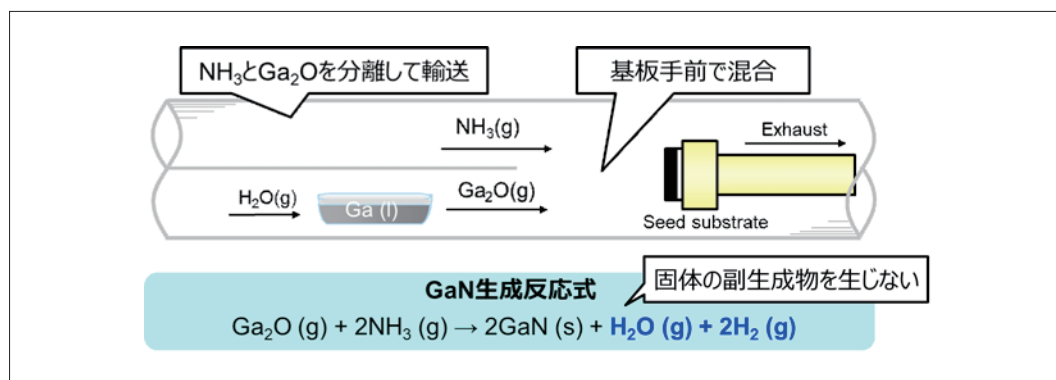 NH₃とGa₂Oを分離して輸送
基板手前で混合
NH₃(g)
Exhaust
H₂O(g)
Ga (l)
Ga₂O(g)
Seed substrate
固体の副生成物を生じない
GaN生成反応式
Ga₂O (g) + 2NH₃ (g) → 2GaN (s) + H₂O (g) + 2H₂ (g)